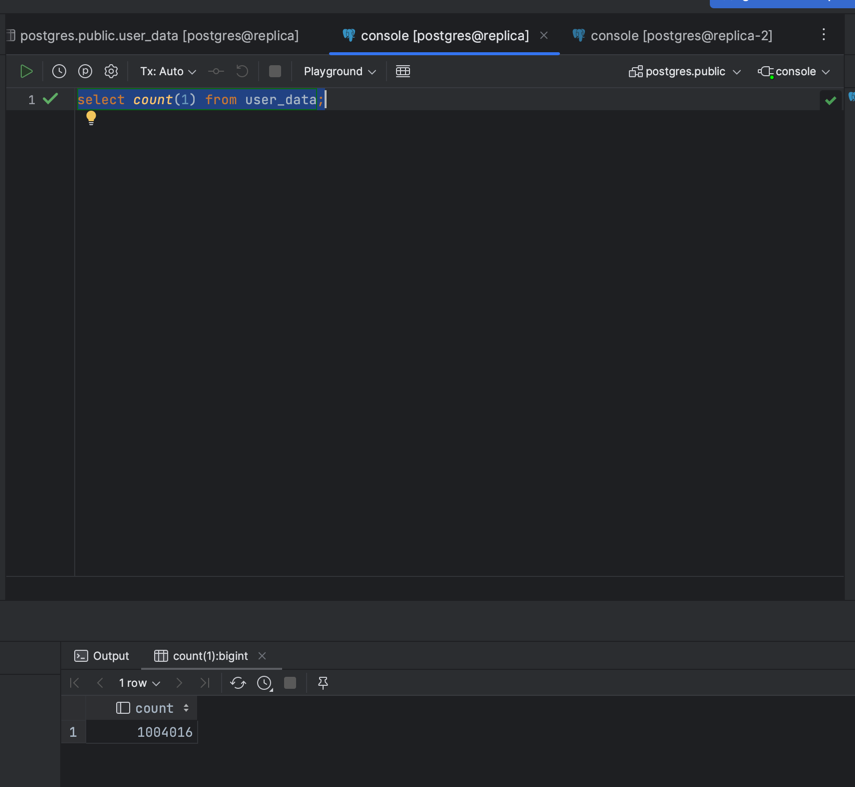 postgres.public.user_data [postgres@replica] console [postgres@replica] console [postgres@replica-2]
Tx: Auto Playground postgres.public console
1 select count(1) from user_data;
Output count(1):bigint
1 row
count
1 1004016